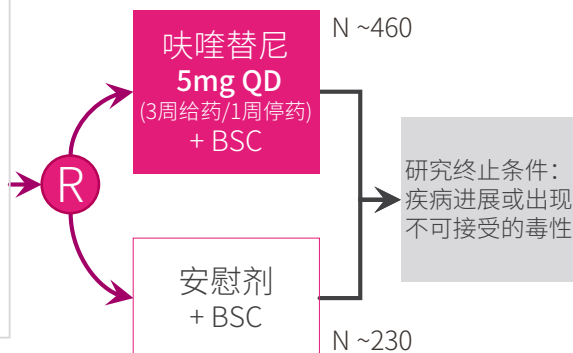 N ~460
呋喹替尼
5mg QD
(3周给药/1周停药)
+ BSC
R
研究终止条件：
疾病进展或出现
不可接受的毒性
安慰剂
+ BSC
N ~230